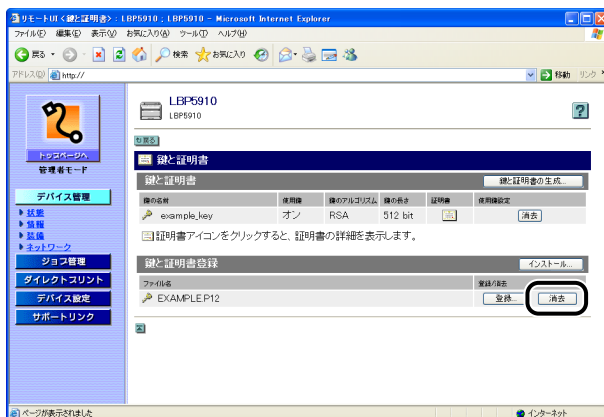 リモートUI <鍵と証明書> : LBP5910 ; LBP5910 - Microsoft Internet Explorer
ファイル(F) 編集(E) 表示(V) お気に入り(A) ツール(T) ヘルプ(H)
戻る 検索 お気に入り
アドレス(D) http:// 移動 リンク
LBP5910
LBP5910
戻る
トップページへ
管理者モード
鍵と証明書
鍵と証明書 鍵と証明書の生成...
鍵の名前 使用鍵 鍵のアルゴリズム 鍵の長さ 証明書 使用鍵設定
example_key オン RSA 512 bit 消去
証明書アイコンをクリックすると、証明書の詳細を表示します。
デバイス管理
状態
情報
装備
ネットワーク
ジョブ管理
ダイレクトプリント
デバイス設定
サポートリンク
鍵と証明書登録 インストール...
ファイル名 登録/消去
EXAMPLE.P12 登録... 消去
ページが表示されました インターネット